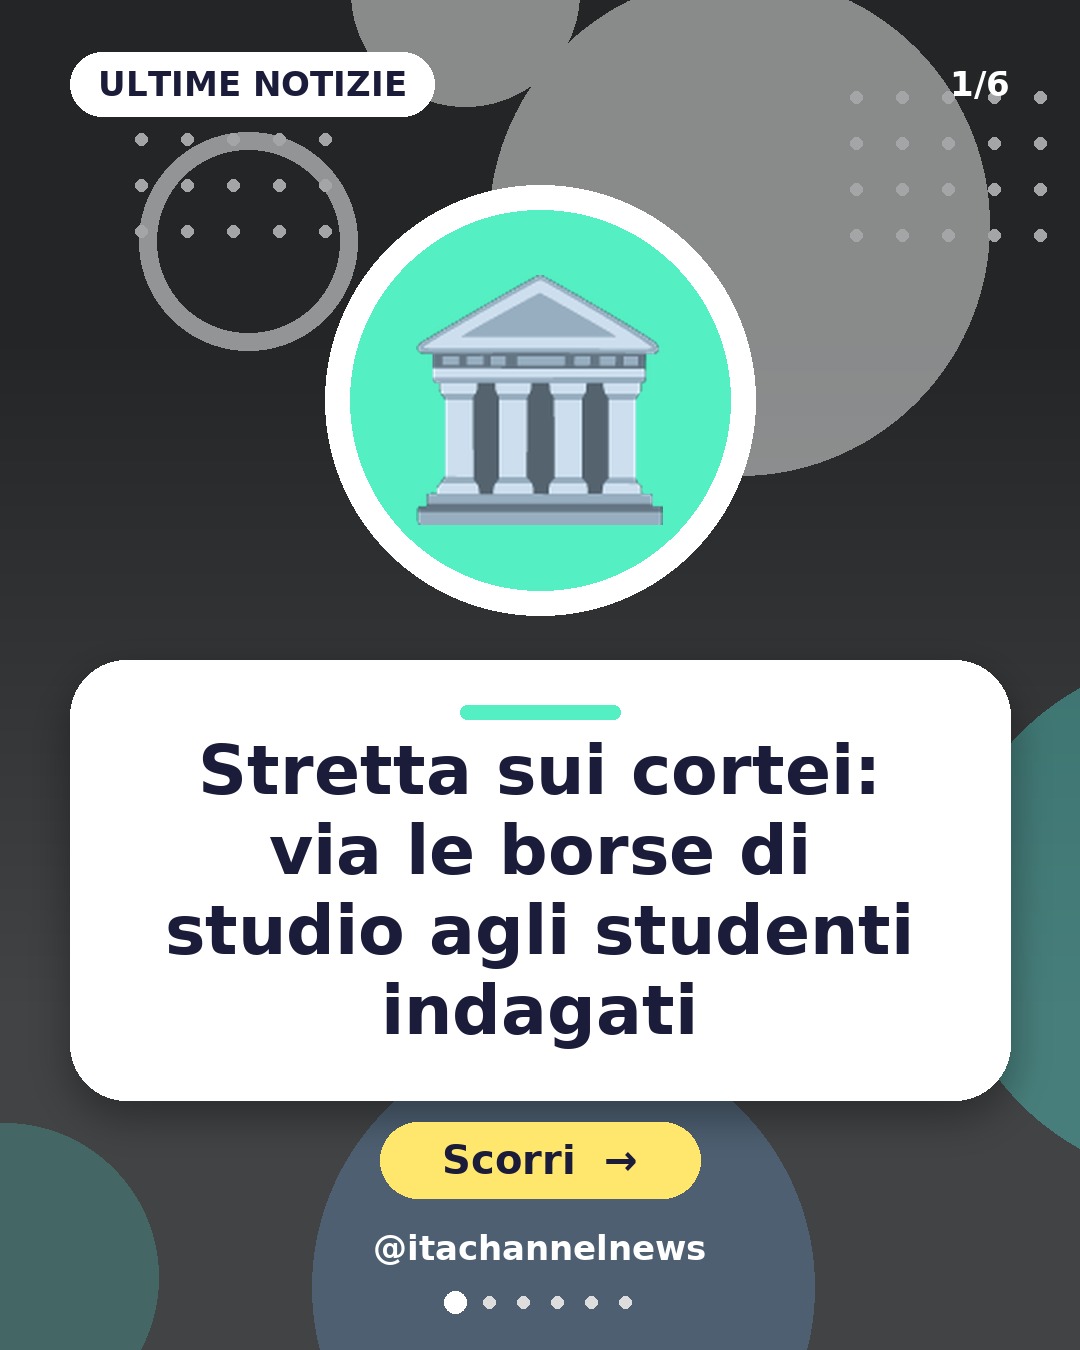 ULTIME NOTIZIE
1/6
Stretta sui cortei:
via le borse di
studio agli studenti
indagati
Scorri →
@itachannelnews